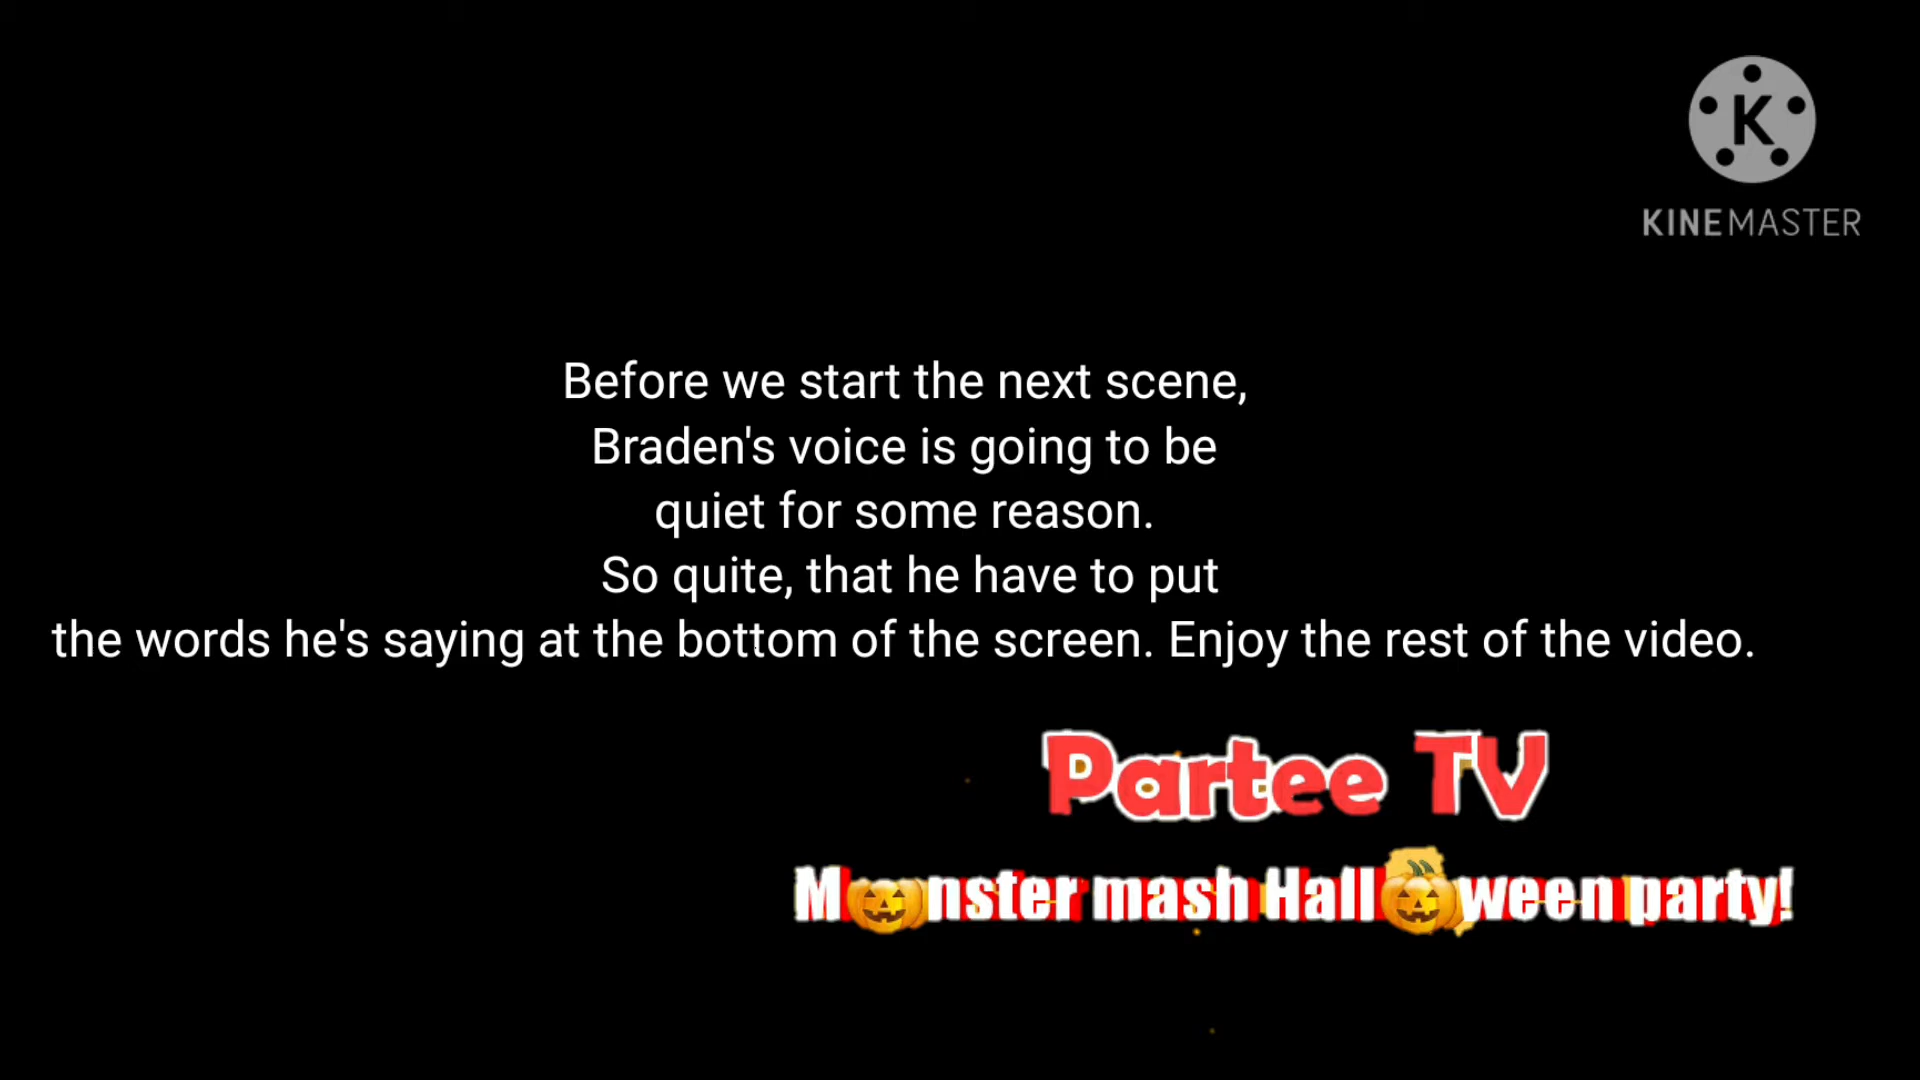 K
KINEMASTER
Before we start the next scene,
Braden's voice is going to be
quiet for some reason.
So quite, that he have to put
the words he's saying at the bottom of the screen. Enjoy the rest of the video.
Partee TV
M🎃nster mash Hall🎃ween party!